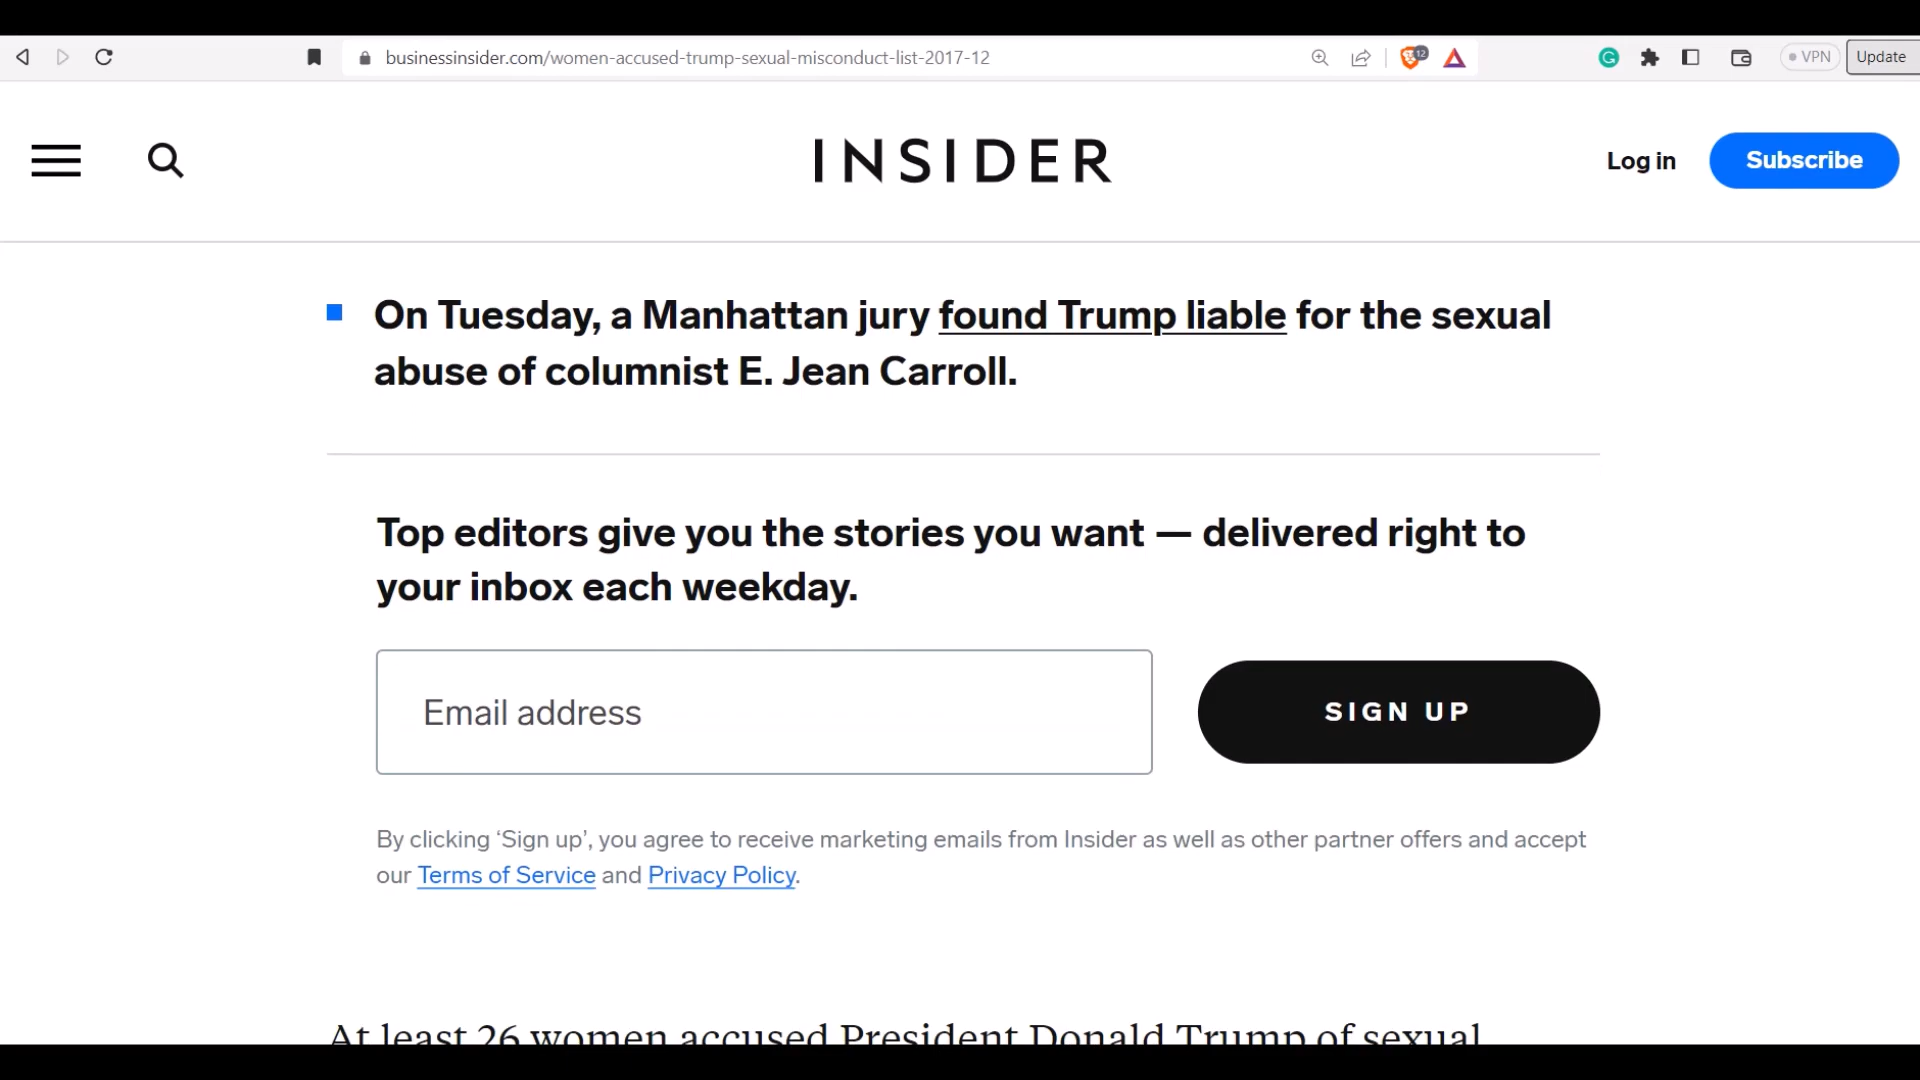 businessinsider.com/women-accused-trump-sexual-misconduct-list-2017-12
12
VPN
Update
INSIDER
Log in
Subscribe
On Tuesday, a Manhattan jury found Trump liable for the sexual
abuse of columnist E. Jean Carroll.
Top editors give you the stories you want — delivered right to
your inbox each weekday.
Email address
SIGN UP
By clicking ‘Sign up’, you agree to receive marketing emails from Insider as well as other partner offers and accept
our Terms of Service and Privacy Policy.
At least 26 women accused President Donald Trump of sexual